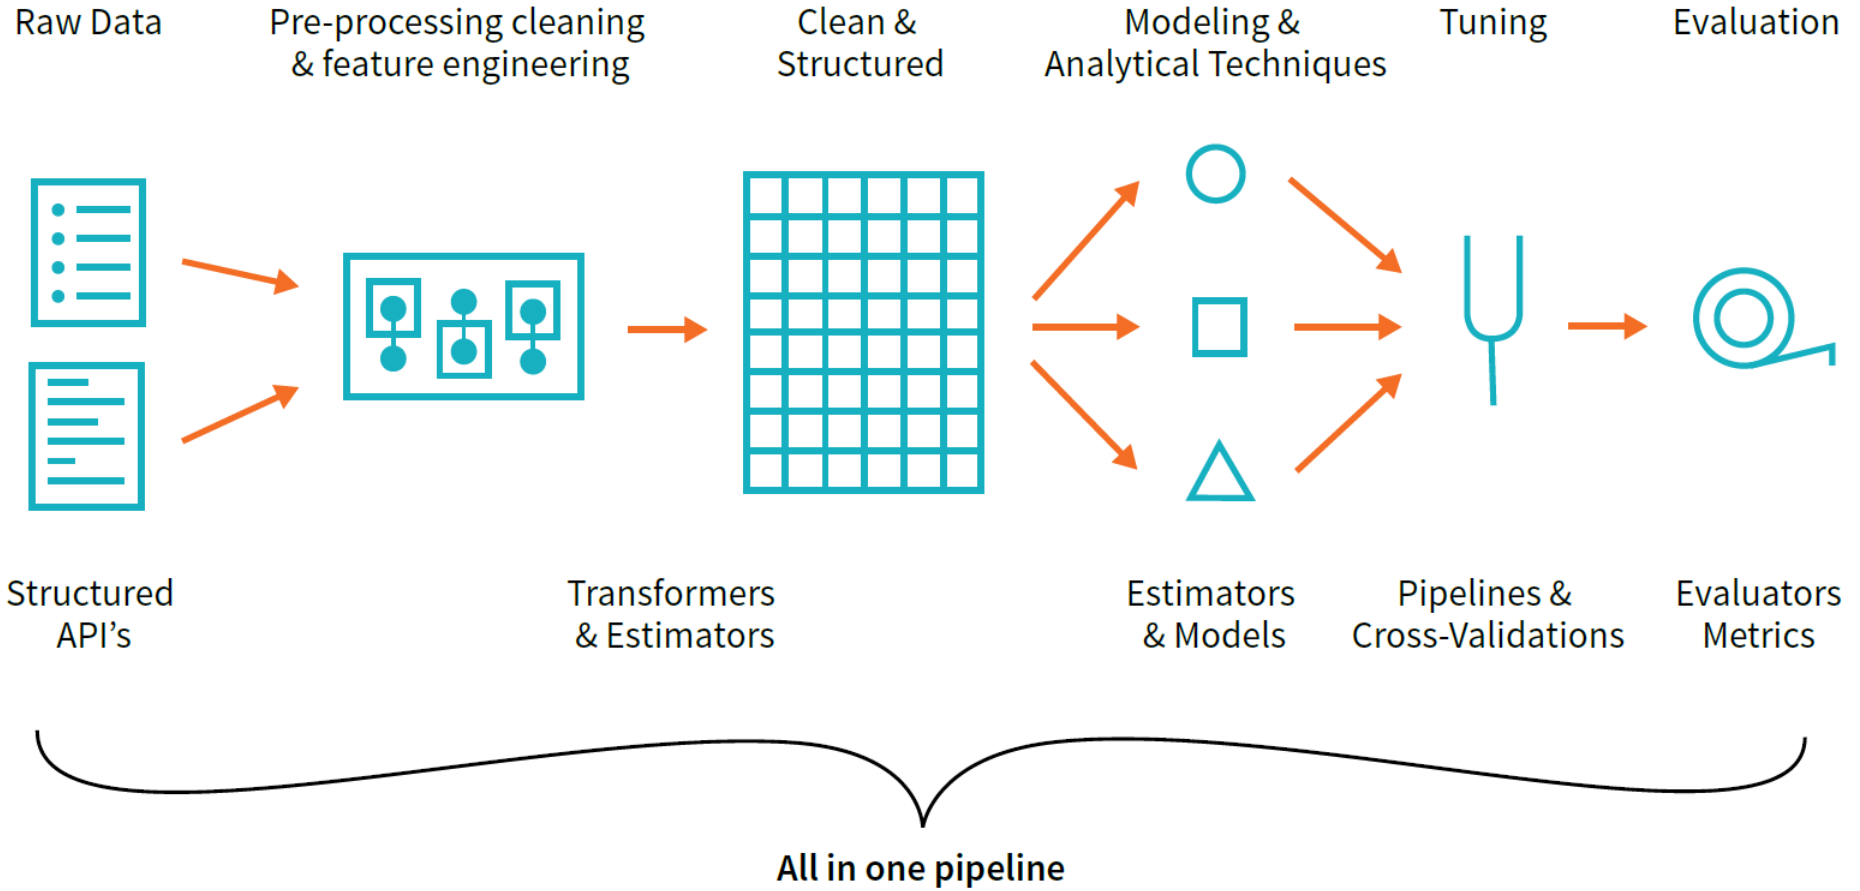 Raw Data
Pre-processing cleaning
& feature engineering
Clean &
Structured
Modeling &
Analytical Techniques
Tuning
Evaluation
Structured
API's
Transformers
& Estimators
Estimators
& Models
Pipelines &
Cross-Validations
Evaluators
Metrics
All in one pipeline